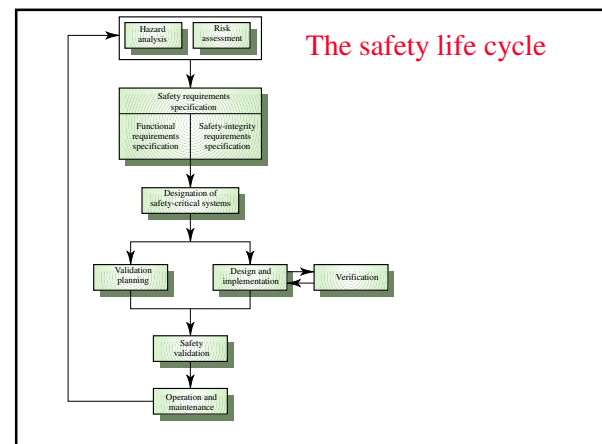 The safety life cycle
Hazard
analysis
Risk
assessment
Safety requirements
specification
Functional
requirements
specification
Safety-integrity
requirements
specification
Designation of
safety-critical systems
Validation
planning
Design and
implementation
Verification
Safety
validation
Operation and
maintenance